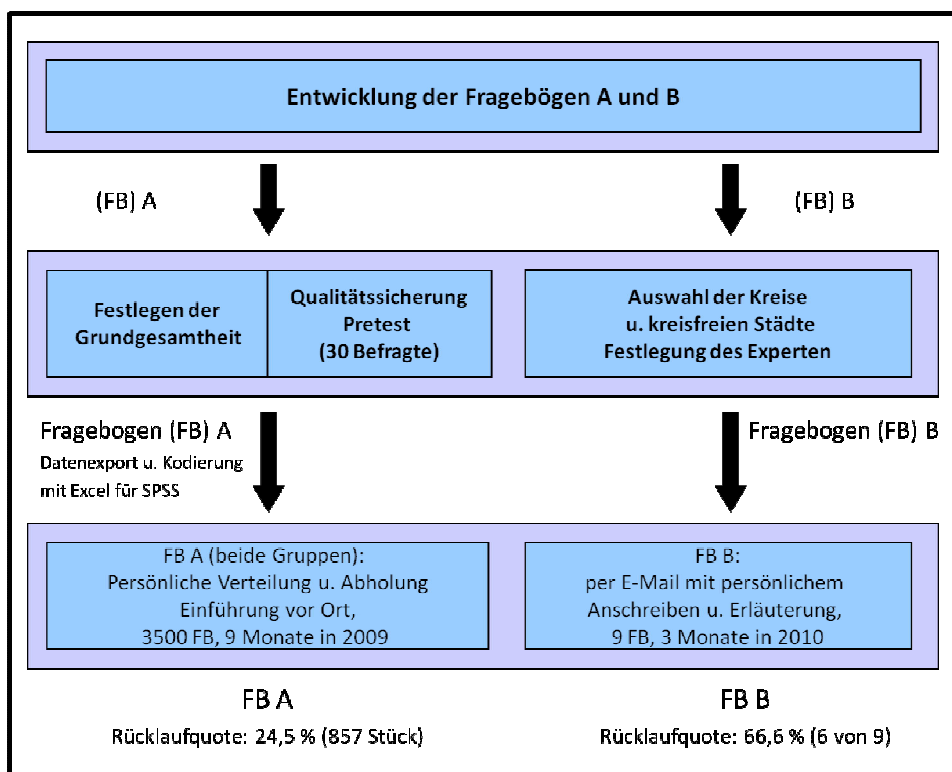 Entwicklung der Fragebögen A und B
(FB) A
(FB) B
Festlegen der
Grundgesamtheit
Qualitätssicherung
Pretest
(30 Befragte)
Auswahl der Kreise
u. kreisfreien Städte
Festlegung des Experten
Fragebogen (FB) A
Datenexport u. Kodierung
mit Excel für SPSS
Fragebogen (FB) B
FB A (beide Gruppen):
Persönliche Verteilung u. Abholung
Einführung vor Ort,
3500 FB, 9 Monate in 2009
FB B:
per E-Mail mit persönlichem
Anschreiben u. Erläuterung,
9 FB, 3 Monate in 2010
FB A
Rücklaufquote: 24,5 % (857 Stück)
FB B
Rücklaufquote: 66,6 % (6 von 9)